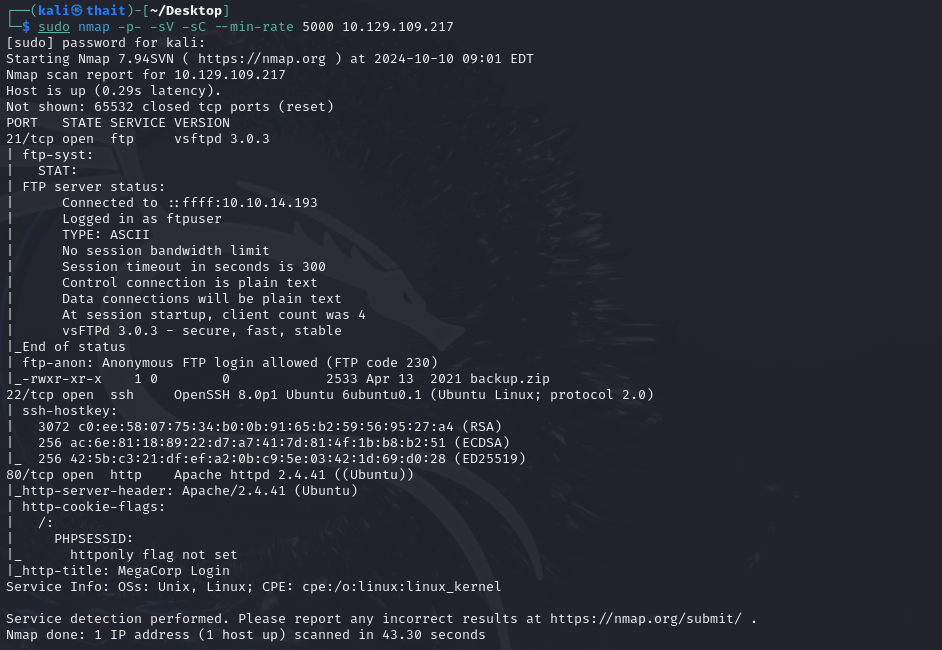 ┌──(kali㉿thait)-[~/Desktop]
└─$ sudo nmap -p- -sV -sC --min-rate 5000 10.129.109.217
[sudo] password for kali:
Starting Nmap 7.94SVN ( https://nmap.org ) at 2024-10-10 09:01 EDT
Nmap scan report for 10.129.109.217
Host is up (0.29s latency).
Not shown: 65532 closed tcp ports (reset)
PORT   STATE SERVICE VERSION
21/tcp open  ftp     vsftpd 3.0.3
| ftp-syst:
|   STAT:
| FTP server status:
|      Connected to ::ffff:10.10.14.193
|      Logged in as ftpuser
|      TYPE: ASCII
|      No session bandwidth limit
|      Session timeout in seconds is 300
|      Control connection is plain text
|      Data connections will be plain text
|      At session startup, client count was 4
|      vsFTPd 3.0.3 - secure, fast, stable
|_End of status
| ftp-anon: Anonymous FTP login allowed (FTP code 230)
|_-rwxr-xr-x    1 0        0            2533 Apr 13  2021 backup.zip
22/tcp open  ssh     OpenSSH 8.0p1 Ubuntu 6ubuntu0.1 (Ubuntu Linux; protocol 2.0)
| ssh-hostkey:
|   3072 c0:ee:58:07:75:34:b0:0b:91:65:b2:59:56:95:27:a4 (RSA)
|   256 ac:6e:81:18:89:22:d7:a7:41:7d:81:4f:1b:b8:b2:51 (ECDSA)
|_  256 42:5b:c3:21:df:ef:a2:0b:c9:5e:03:42:1d:69:d0:28 (ED25519)
80/tcp open  http    Apache httpd 2.4.41 ((Ubuntu))
|_http-server-header: Apache/2.4.41 (Ubuntu)
| http-cookie-flags:
|   /:
|     PHPSESSID:
|_      httponly flag not set
|_http-title: MegaCorp Login
Service Info: OSs: Unix, Linux; CPE: cpe:/o:linux:linux_kernel

Service detection performed. Please report any incorrect results at https://nmap.org/submit/ .
Nmap done: 1 IP address (1 host up) scanned in 43.30 seconds